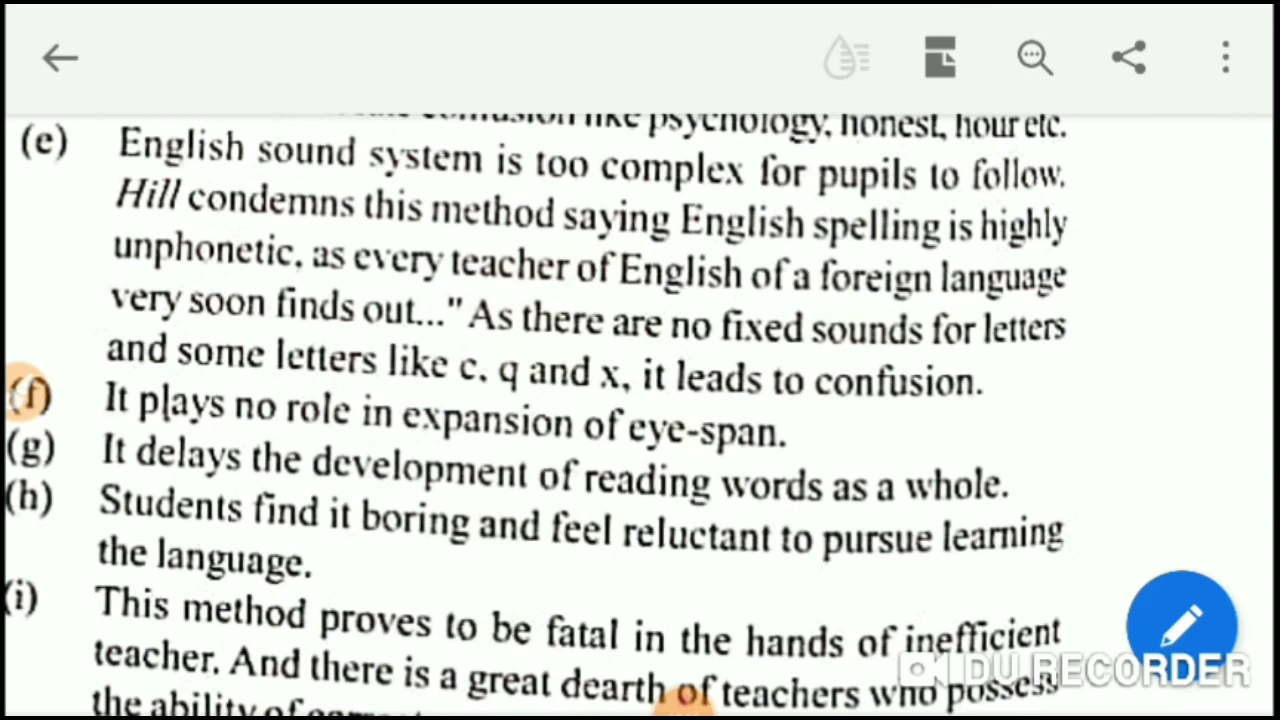 confusion like psychology, honest, hour etc.
(e) English sound system is too complex for pupils to follow.
Hill condemns this method saying English spelling is highly
unphonetic, as every teacher of English of a foreign language
very soon finds out..." As there are no fixed sounds for letters
and some letters like c, q and x, it leads to confusion.
(f) It plays no role in expansion of eye-span.
(g) It delays the development of reading words as a whole.
(h) Students find it boring and feel reluctant to pursue learning
the language.
(i) This method proves to be fatal in the hands of inefficient
teacher. And there is a great dearth of teachers who possess
the ability of
DU RECORDER